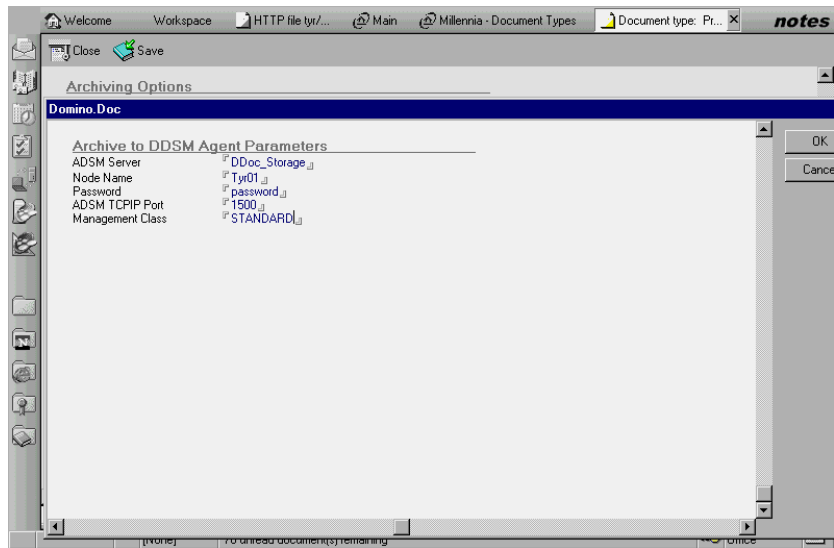 Welcome Workspace HTTP file tyr/... Main Millennia - Document Types Document type: Pr... notes
Close Save
Archiving Options
Domino.Doc
Archive to DDSM Agent Parameters
OK
ADSM Server DDoc_Storage
Cance
Node Name Tyr01
Password password
ADSM TCPIP Port 1500
Management Class STANDARD
[None] 70 unread document(s) remaining Office